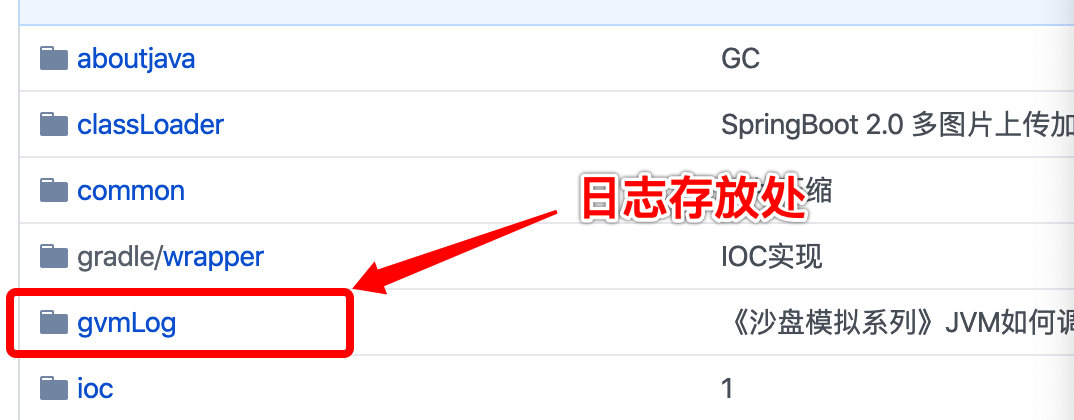 aboutjava GC
classLoader SpringBoot 2.0 多图片上传加
common 缩
日志存放处
gradle/wrapper IOC实现
gvmLog 《沙盘模拟系列》JVM如何调
ioc 1